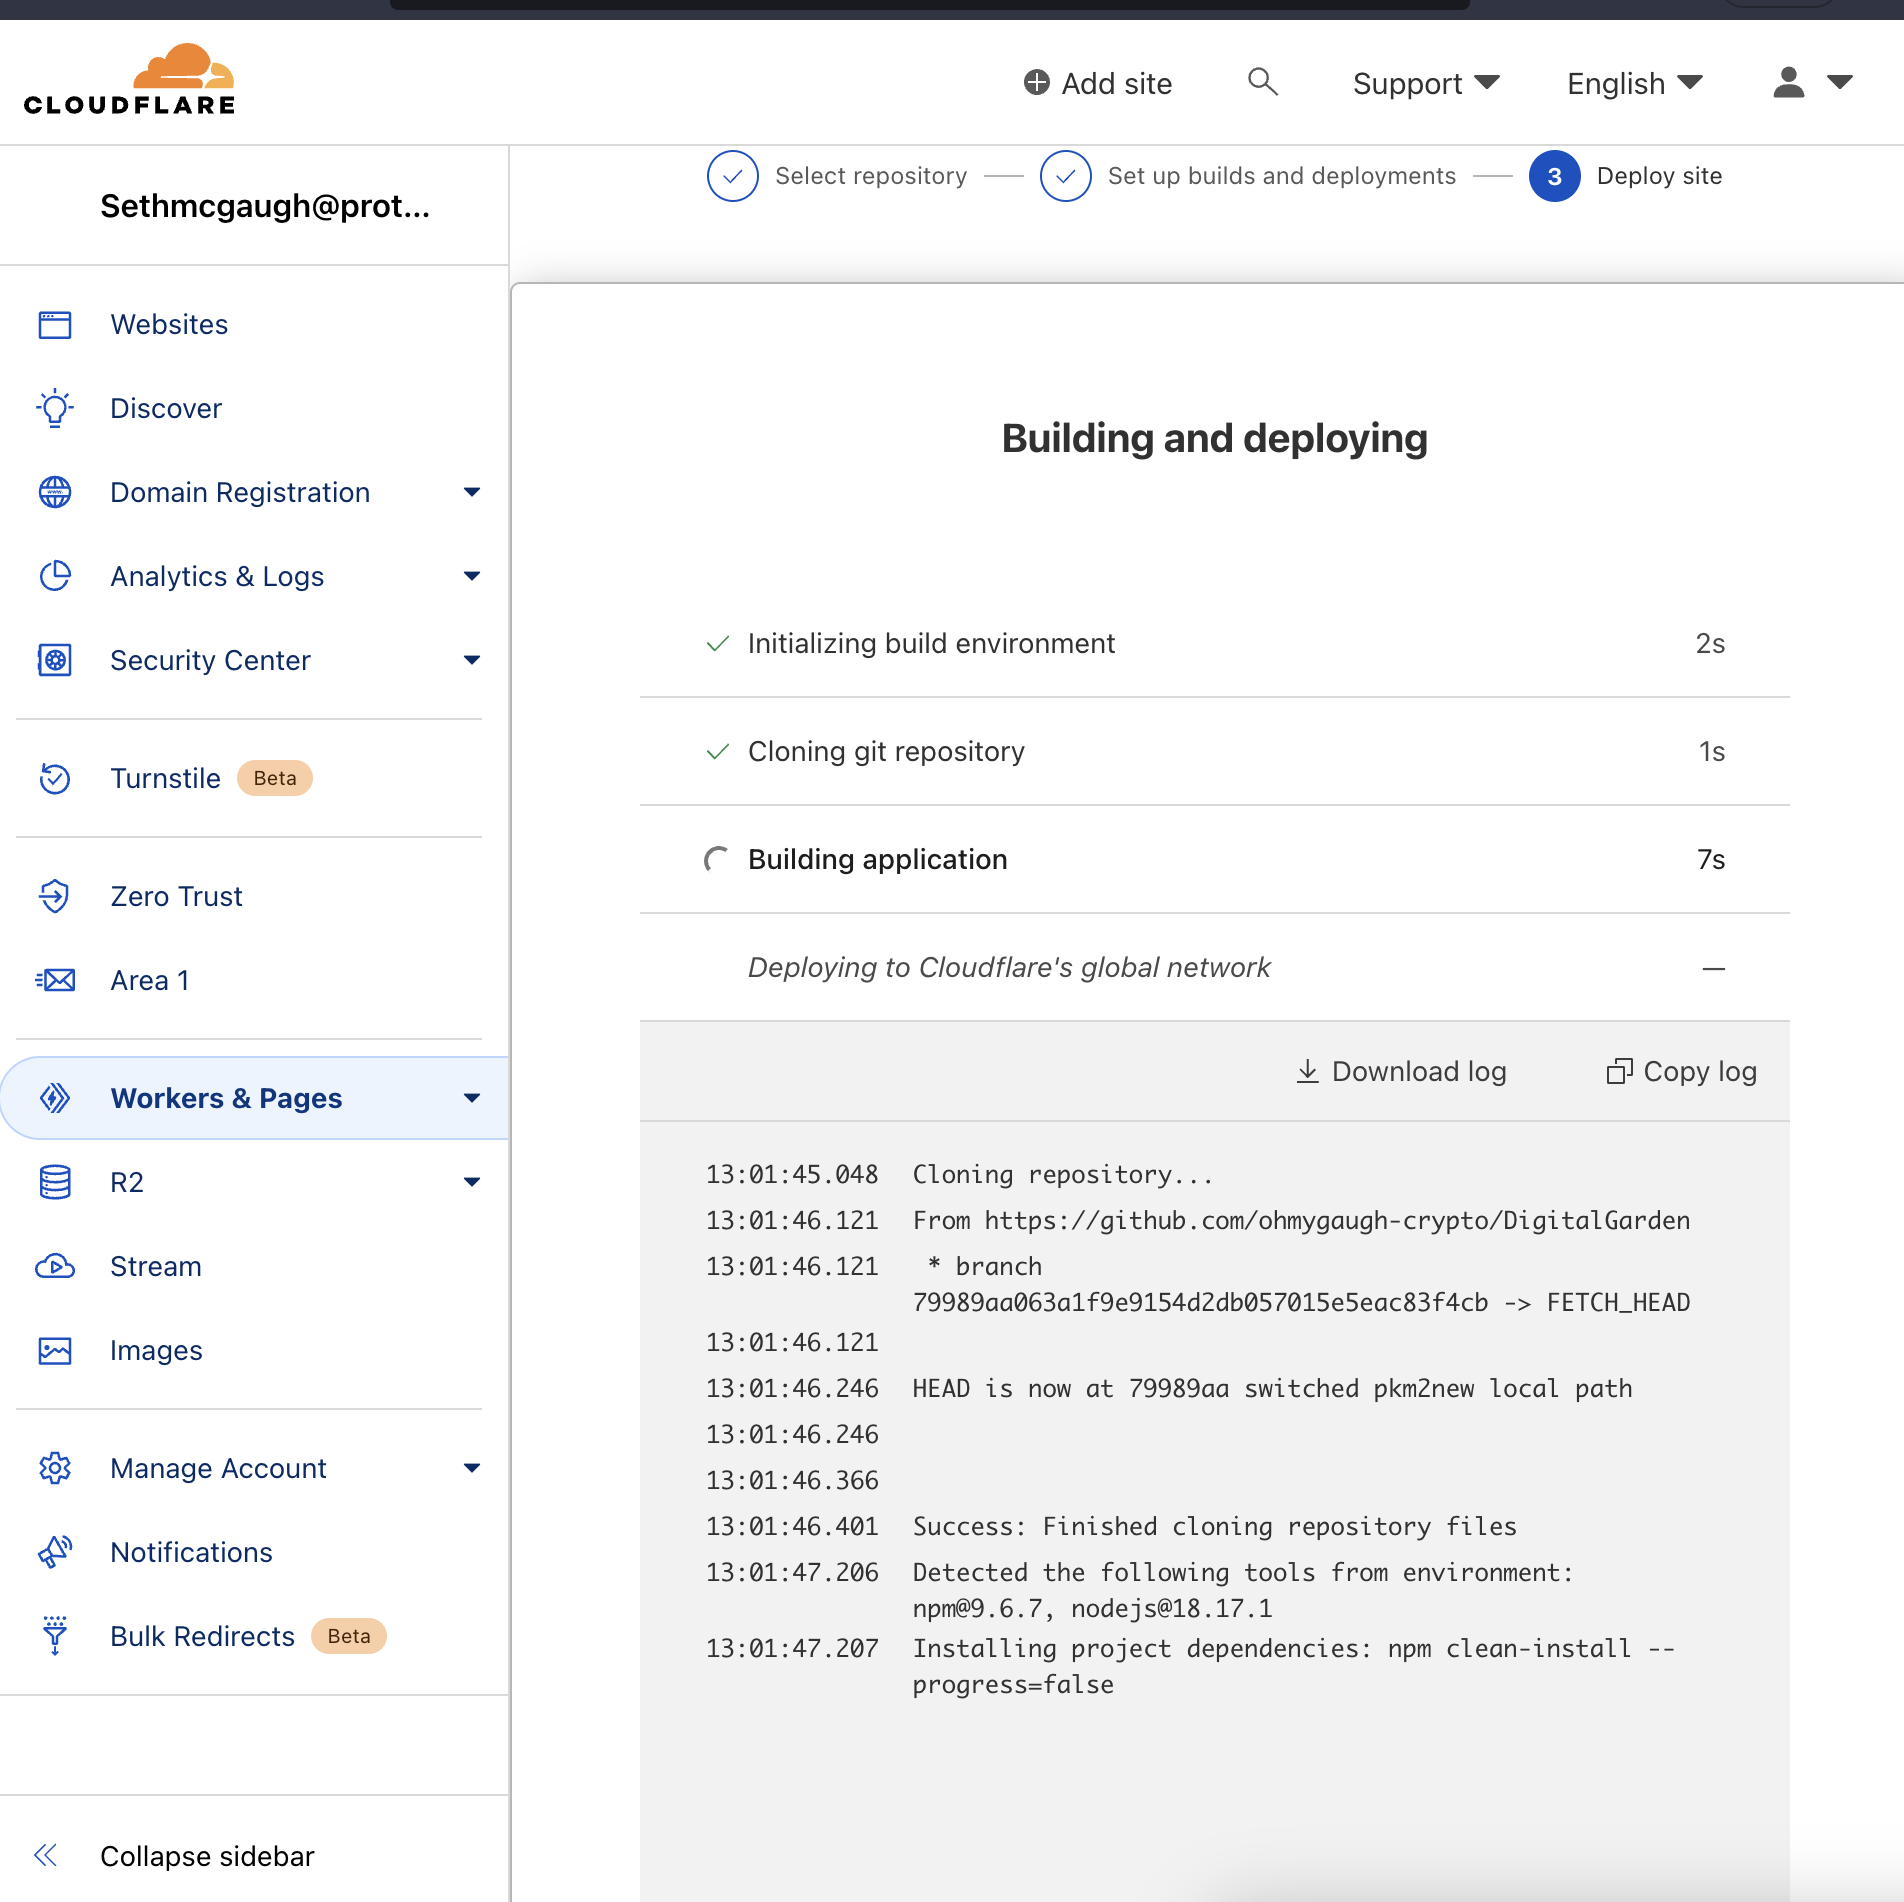 CLOUDFLARE
Add site
Support
English
Sethmcgaugh@prot...
Websites
Discover
Domain Registration
Analytics & Logs
Security Center
Turnstile Beta
Zero Trust
Area 1
Workers & Pages
R2
Stream
Images
Manage Account
Notifications
Bulk Redirects Beta
Collapse sidebar
Select repository
Set up builds and deployments
3 Deploy site
Building and deploying
Initializing build environment 2s
Cloning git repository 1s
Building application 7s
Deploying to Cloudflare's global network —
Download log
Copy log
13:01:45.048 Cloning repository...
13:01:46.121 From https://github.com/ohmygaugh-crypto/DigitalGarden
13:01:46.121 * branch
79989aa063a1f9e9154d2db057015e5eac83f4cb -> FETCH_HEAD
13:01:46.121
13:01:46.246 HEAD is now at 79989aa switched pkm2new local path
13:01:46.246
13:01:46.366
13:01:46.401 Success: Finished cloning repository files
13:01:47.206 Detected the following tools from environment:
npm@9.6.7, nodejs@18.17.1
13:01:47.207 Installing project dependencies: npm clean-install --
progress=false